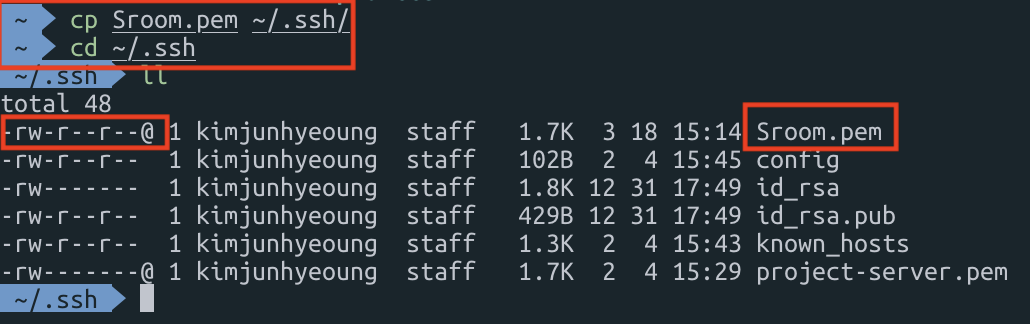 ~ cp Sroom.pem ~/.ssh/
~ cd ~/.ssh
~/.ssh ll
total 48
-rw-r--r--@ 1 kimjunhyeoung staff 1.7K 3 18 15:14 Sroom.pem
-rw-r--r-- 1 kimjunhyeoung staff 102B 2 4 15:45 config
-rw------- 1 kimjunhyeoung staff 1.8K 12 31 17:49 id_rsa
-rw-r--r-- 1 kimjunhyeoung staff 429B 12 31 17:49 id_rsa.pub
-rw-r--r-- 1 kimjunhyeoung staff 1.3K 2 4 15:43 known_hosts
-rw-------@ 1 kimjunhyeoung staff 1.7K 2 4 15:29 project-server.pem
~/.ssh